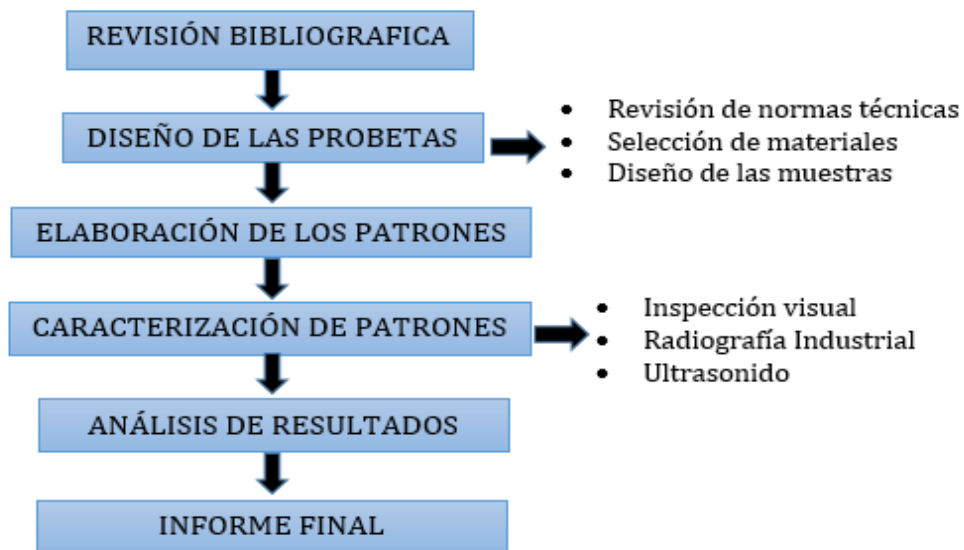 REVISIÓN BIBLIOGRAFICA
DISEÑO DE LAS PROBETAS
• Revisión de normas técnicas
• Selección de materiales
• Diseño de las muestras
ELABORACIÓN DE LOS PATRONES
CARACTERIZACIÓN DE PATRONES
• Inspección visual
• Radiografía Industrial
• Ultrasonido
ANÁLISIS DE RESULTADOS
INFORME FINAL